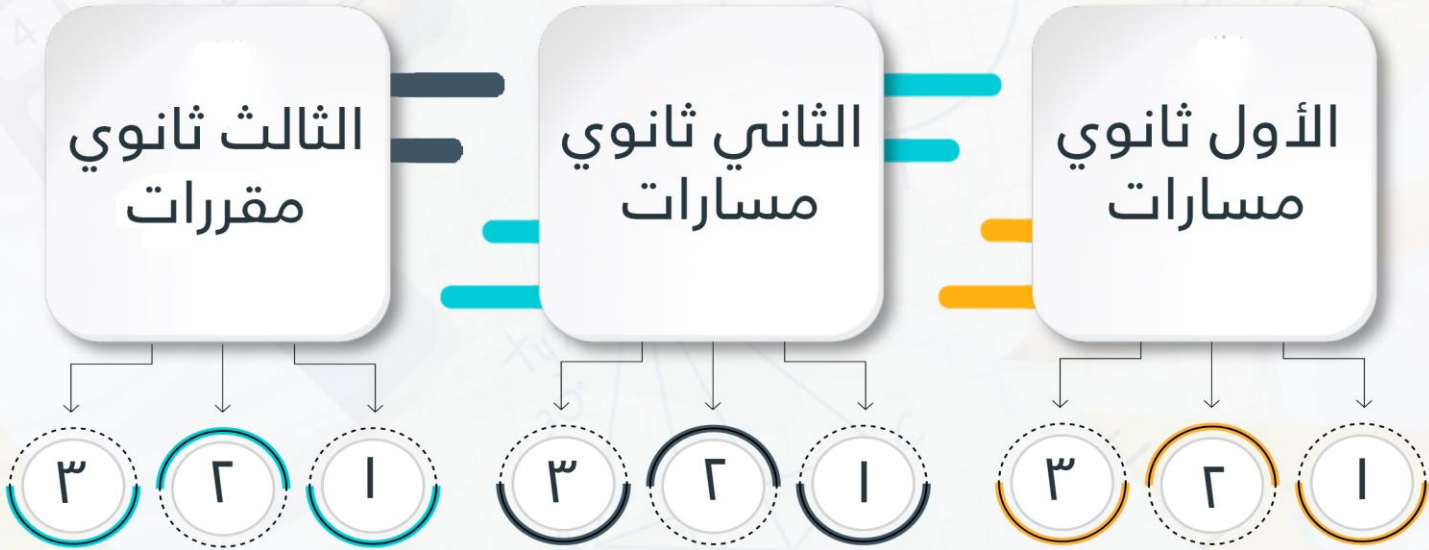 الأول ثانوي
مسارات
١
٢
٣
الثاني ثانوي
مسارات
١
٢
٣
الثالث ثانوي
مقررات
١
٢
٣